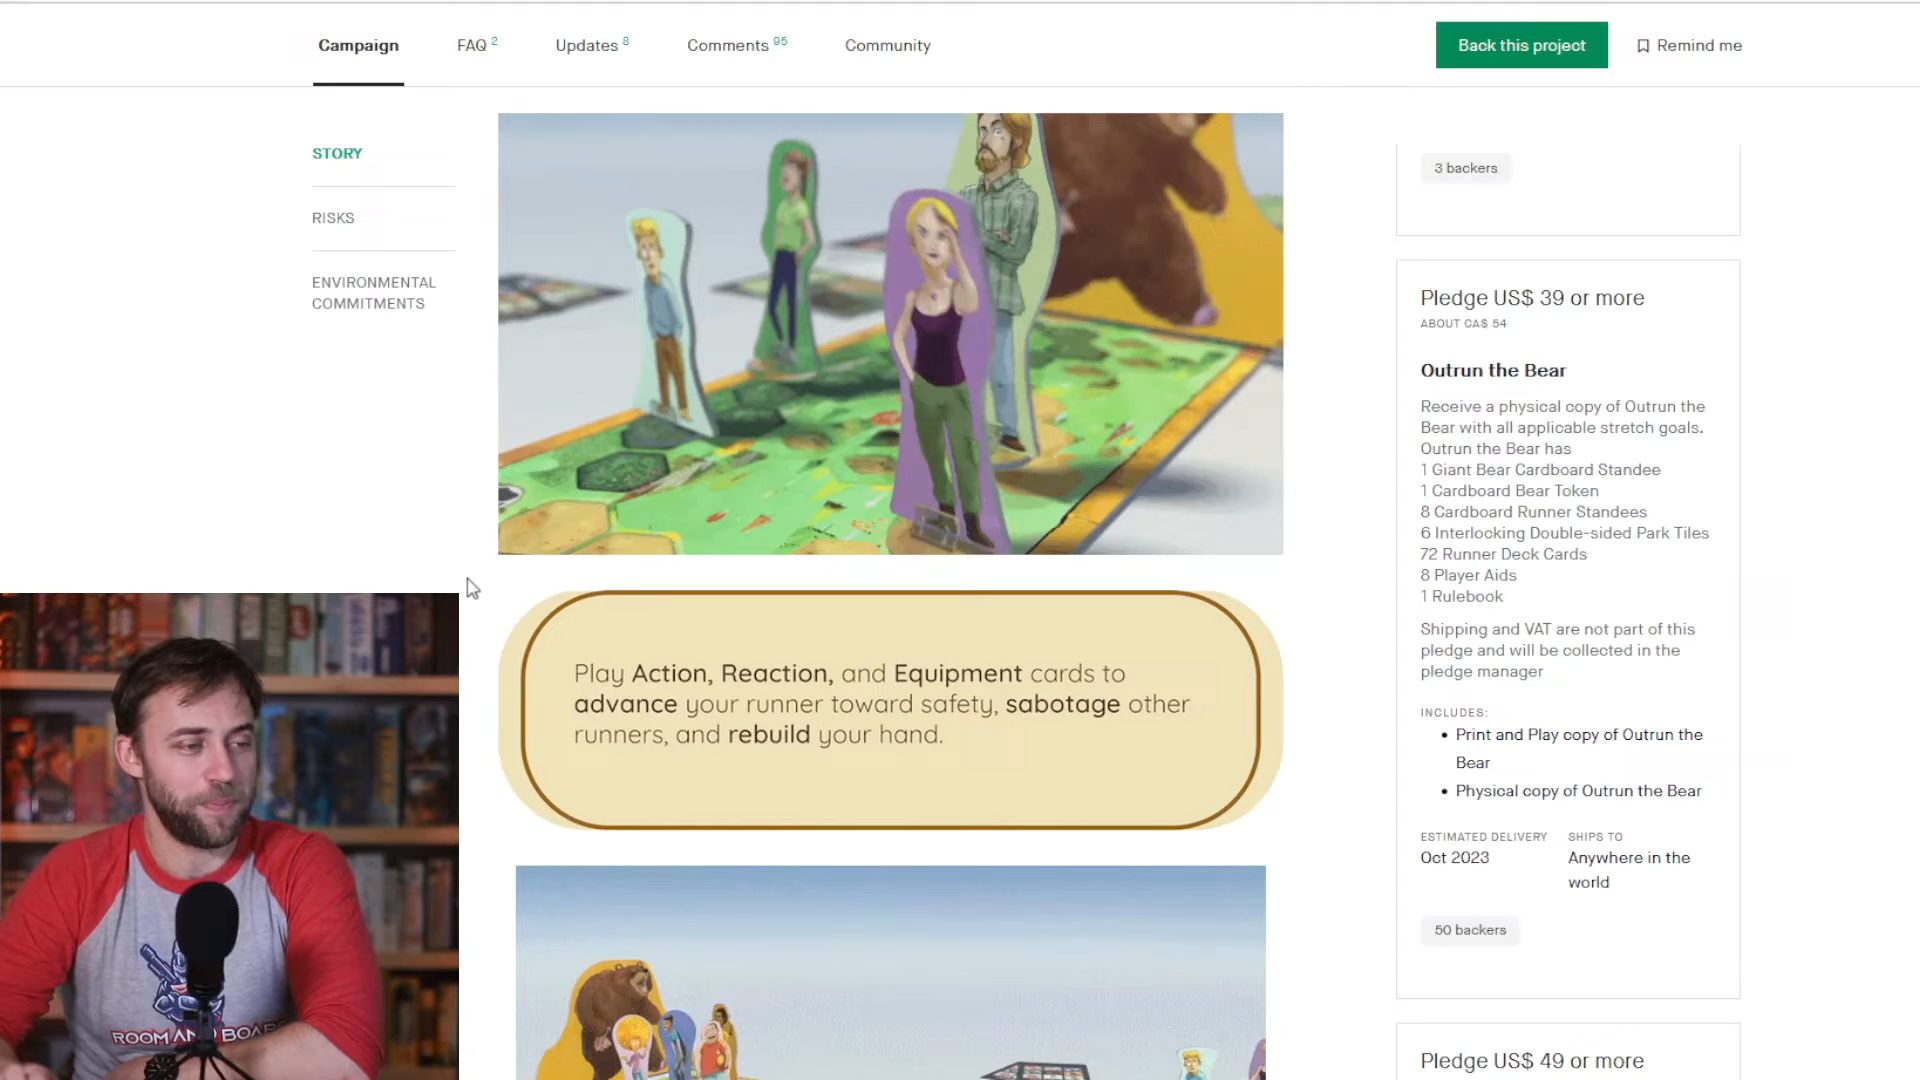 Campaign
FAQ 2
Updates 8
Comments 95
Community
Back this project
Remind me
STORY
RISKS
ENVIRONMENTAL
COMMITMENTS
Play Action, Reaction, and Equipment cards to
advance your runner toward safety, sabotage other
runners, and rebuild your hand.
3 backers
Pledge US$ 39 or more
ABOUT CA$ 54
Outrun the Bear
Receive a physical copy of Outrun the
Bear with all applicable stretch goals.
Outrun the Bear has
1 Giant Bear Cardboard Standee
1 Cardboard Bear Token
8 Cardboard Runner Standees
6 Interlocking Double-sided Park Tiles
72 Runner Deck Cards
8 Player Aids
1 Rulebook
Shipping and VAT are not part of this
pledge and will be collected in the
pledge manager
INCLUDES:
• Print and Play copy of Outrun the
Bear
• Physical copy of Outrun the Bear
ESTIMATED DELIVERY
Oct 2023
SHIPS TO
Anywhere in the
world
50 backers
Pledge US$ 49 or more
ROOM AND BOARD